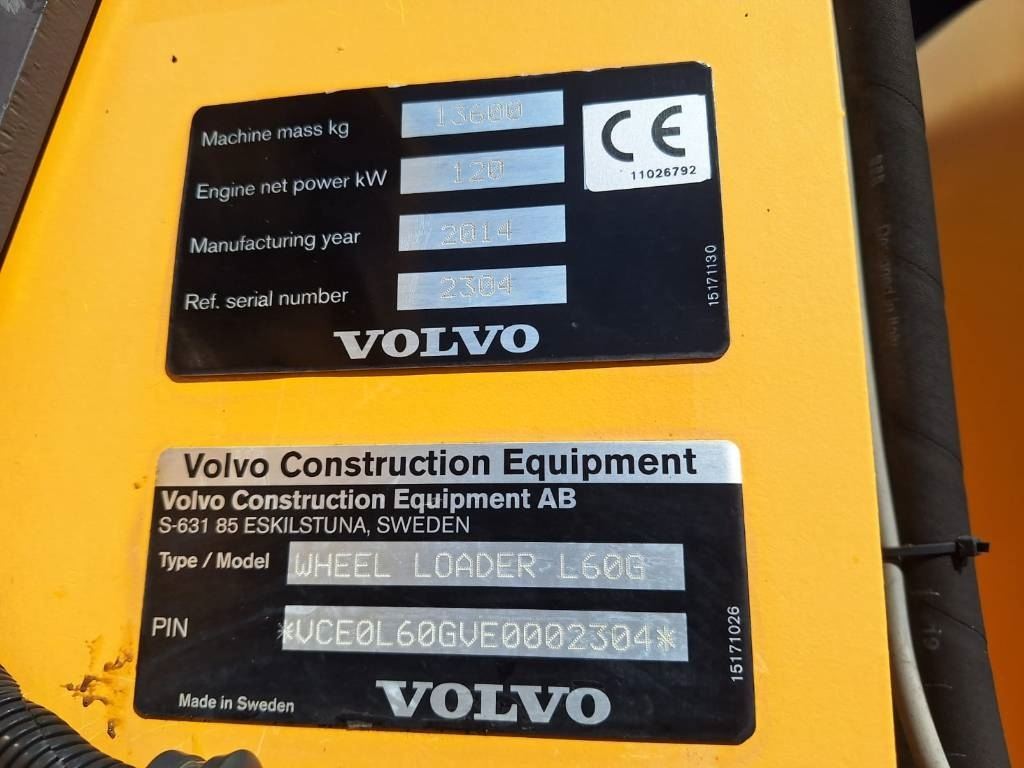 Machine mass kg 13600
CE
11026792
Engine net power kW 120
Manufacturing year 2014
Ref. serial number 2304
15171130
VOLVO
Volvo Construction Equipment
Volvo Construction Equipment AB
S-631 85 ESKILSTUNA, SWEDEN
Type / Model WHEEL LOADER L60G
PIN *VCE0L60GVE0002304*
15171026
Made in Sweden VOLVO